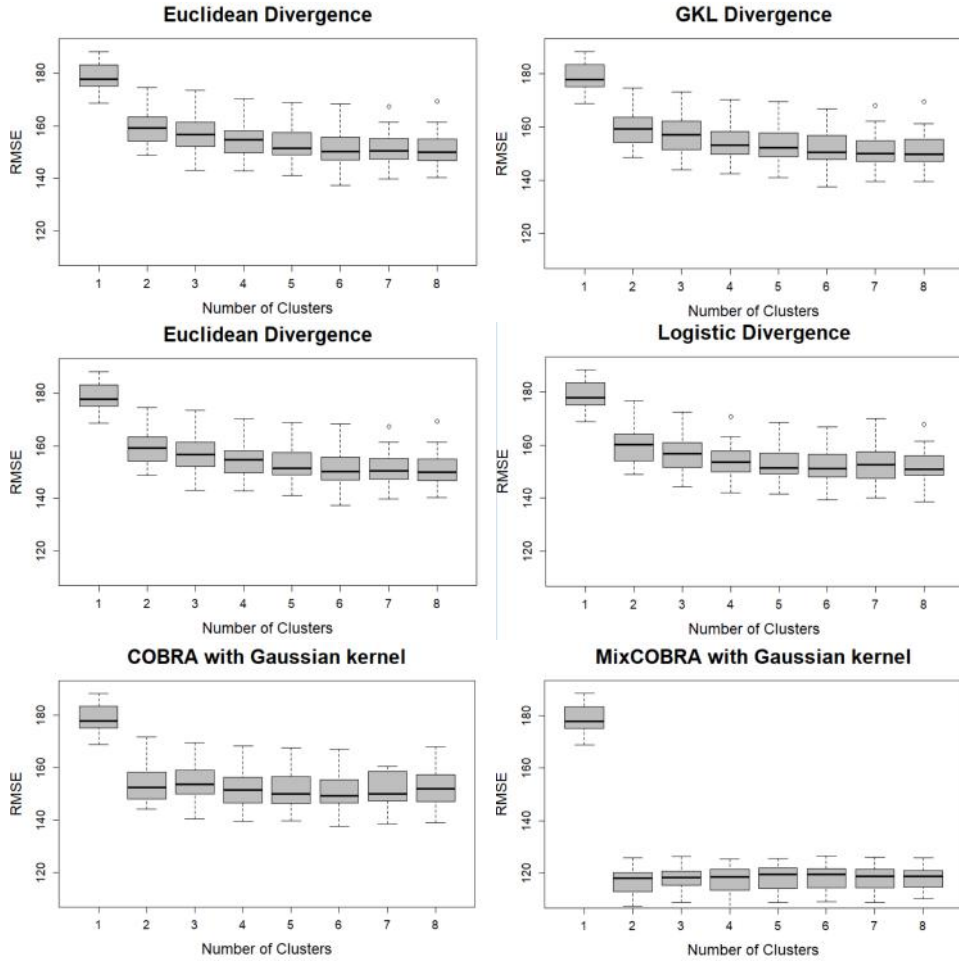 Euclidean Divergence
RMSE
180
160
140
120
1 2 3 4 5 6 7 8
Number of Clusters
GKL Divergence
RMSE
180
160
140
120
1 2 3 4 5 6 7 8
Number of Clusters
Euclidean Divergence
RMSE
180
160
140
120
1 2 3 4 5 6 7 8
Number of Clusters
Logistic Divergence
RMSE
180
160
140
120
1 2 3 4 5 6 7 8
Number of Clusters
COBRA with Gaussian kernel
RMSE
180
160
140
120
1 2 3 4 5 6 7 8
Number of Clusters
MixCOBRA with Gaussian kernel
RMSE
180
160
140
120
1 2 3 4 5 6 7 8
Number of Clusters